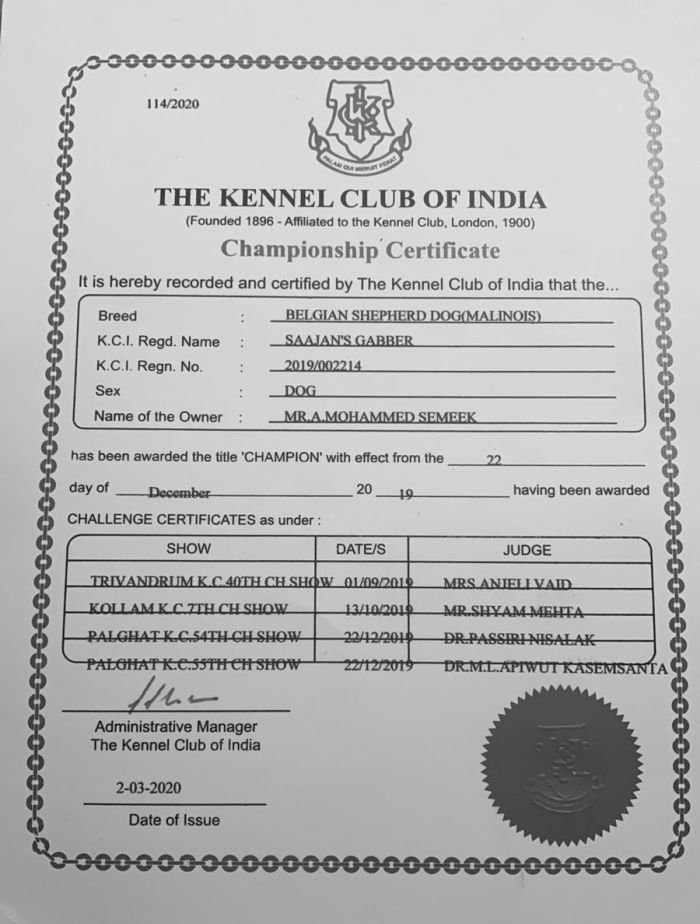 114/2020
PALAM QUI MERUIT FERAT
THE KENNEL CLUB OF INDIA
(Founded 1896 - Affiliated to the Kennel Club, London, 1900)
Championship Certificate
It is hereby recorded and certified by The Kennel Club of India that the...
Breed : BELGIAN SHEPHERD DOG(MALINOIS)
K.C.I. Regd. Name : SAAJAN'S GABBER
K.C.I. Regn. No. : 2019/002214
Sex : DOG
Name of the Owner : MR.A.MOHAMMED SEMEEK
has been awarded the title 'CHAMPION' with effect from the 22
day of December 20 19 having been awarded
CHALLENGE CERTIFICATES as under :
SHOW DATE/S JUDGE
TRIVANDRUM K.C.40TH CH SHOW 01/09/2019 MRS ANJELI VAID
KOLLAM K.C.7TH CH SHOW 13/10/2019 MR.SHYAM MEHTA
PALGHAT K.C.54TH CH SHOW 22/12/2019 DR.PASSIRI NISALAK
PALGHAT K.C.55TH CH SHOW 22/12/2019 DR.M.L.APIWUT KASEMSANTA
Administrative Manager
The Kennel Club of India
2-03-2020
Date of Issue